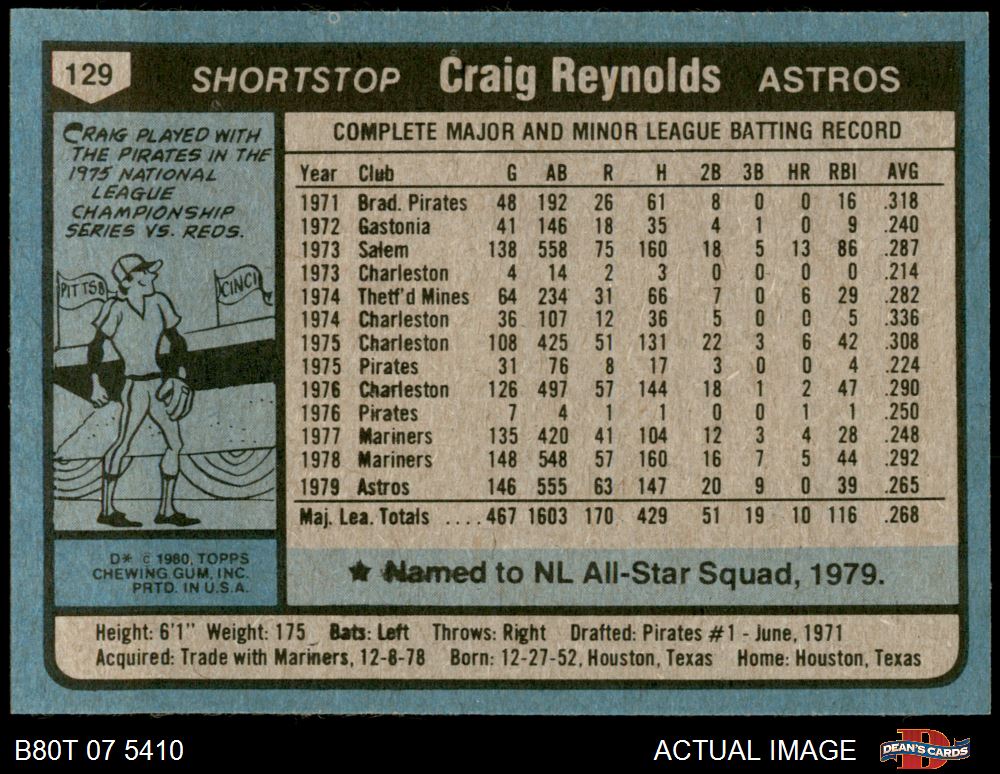 129
SHORTSTOP Craig Reynolds ASTROS
CRAIG PLAYED WITH
THE PIRATES IN THE
1975 NATIONAL
LEAGUE
CHAMPIONSHIP
SERIES VS. REDS.
PITTSB
CINCI
COMPLETE MAJOR AND MINOR LEAGUE BATTING RECORD
Year Club G AB R H 2B 3B HR RBI AVG
1971 Brad. Pirates 48 192 26 61 8 0 0 16 .318
1972 Gastonia 41 146 18 35 4 1 0 9 .240
1973 Salem 138 558 75 160 18 5 13 86 .287
1973 Charleston 4 14 2 3 0 0 0 0 .214
1974 Thetf'd Mines 64 234 31 66 7 0 6 29 .282
1974 Charleston 36 107 12 36 5 0 0 5 .336
1975 Charleston 108 425 51 131 22 3 6 42 .308
1975 Pirates 31 76 8 17 3 0 0 4 .224
1976 Charleston 126 497 57 144 18 1 2 47 .290
1976 Pirates 7 4 1 1 0 0 1 1 .250
1977 Mariners 135 420 41 104 12 3 4 28 .248
1978 Mariners 148 548 57 160 16 7 5 44 .292
1979 Astros 146 555 63 147 20 9 0 39 .265
Maj. Lea. Totals .... 467 1603 170 429 51 19 10 116 .268
D* © 1980, TOPPS
CHEWING GUM, INC.
PRTD. IN U.S.A.
★ Named to NL All-Star Squad, 1979.
Height: 6'1" Weight: 175 Bats: Left Throws: Right Drafted: Pirates #1 - June, 1971
Acquired: Trade with Mariners, 12-8-78 Born: 12-27-52, Houston, Texas Home: Houston, Texas
B80T 07 5410
ACTUAL IMAGE
DEAN'S CARDS